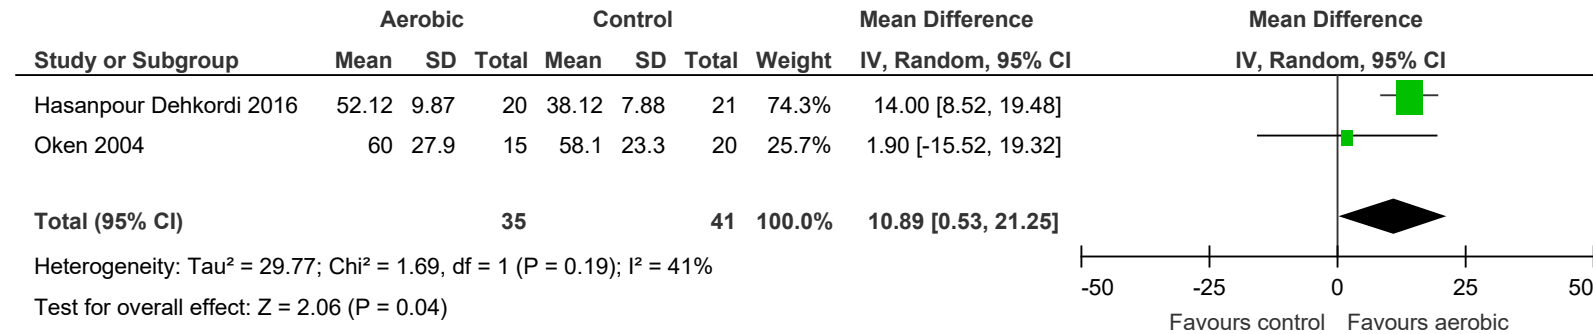 Aerobic Control Mean Difference Mean Difference
Study or Subgroup Mean SD Total Mean SD Total Weight IV, Random, 95% CI IV, Random, 95% CI
Hasanpour Dehkordi 2016 52.12 9.87 20 38.12 7.88 21 74.3% 14.00 [8.52, 19.48]
Oken 2004 60 27.9 15 58.1 23.3 20 25.7% 1.90 [-15.52, 19.32]
Total (95% CI) 35 41 100.0% 10.89 [0.53, 21.25]
Heterogeneity: Tau² = 29.77; Chi² = 1.69, df = 1 (P = 0.19); I² = 41%
Test for overall effect: Z = 2.06 (P = 0.04)
-50 -25 0 25 50
Favours control Favours aerobic